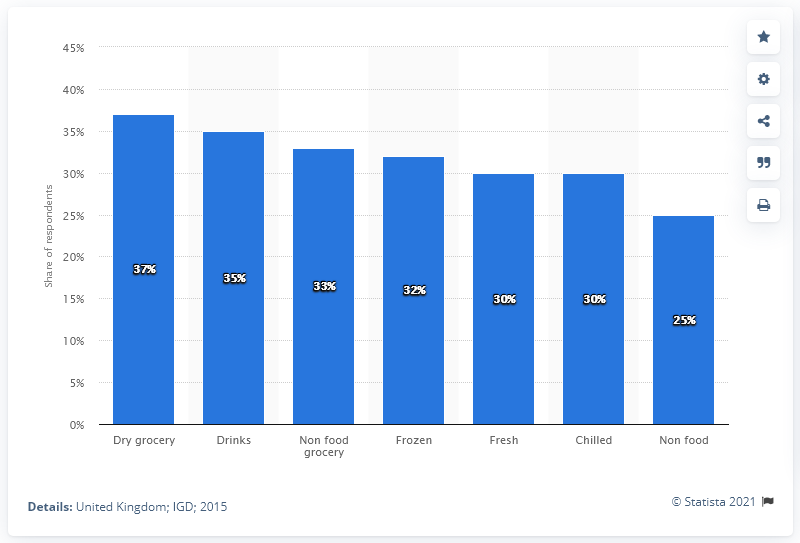 45%
40%
35%
30%
25%
20%
15%
10%
5%
0%
Share of respondents
37%
35%
33%
32%
30%
30%
25%
Dry grocery
Drinks
Non food
grocery
Frozen
Fresh
Chilled
Non food
Details: United Kingdom; IGD; 2015
© Statista 2021